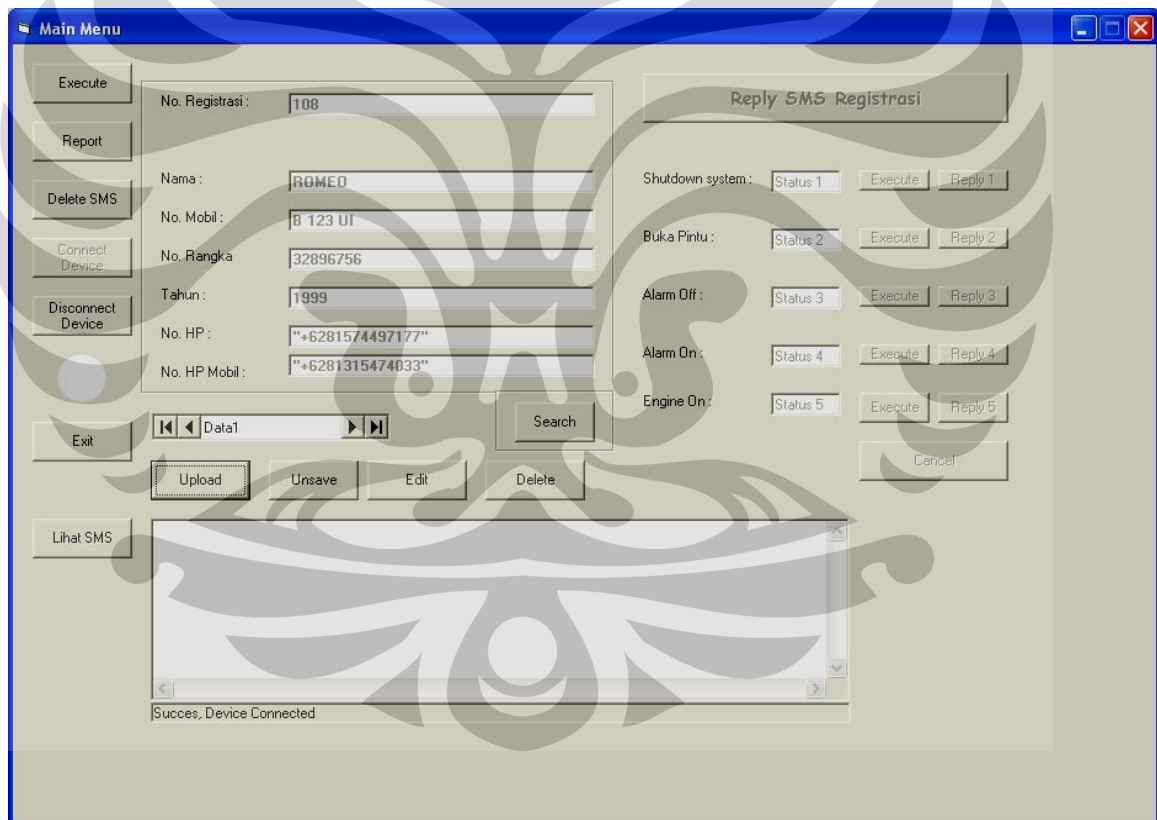 Main Menu
Execute
Report
Delete SMS
Connect
Device
Disconnect
Device
Exit
Lihat SMS
No. Registrasi : 108
Nama : ROMEO
No. Mobil : B 123 UI
No. Rangka 32896756
Tahun : 1999
No. HP : "+6281574497177"
No. HP Mobil : "+6281315474033"
Data1
Search
Upload Unsave Edit Delete
Reply SMS Registrasi
Shutdown system : Status 1 Execute Reply 1
Buka Pintu : Status 2 Execute Reply 2
Alarm Off : Status 3 Execute Reply 3
Alarm On : Status 4 Execute Reply 4
Engine On : Status 5 Execute Reply 5
Cancel
Succes, Device Connected